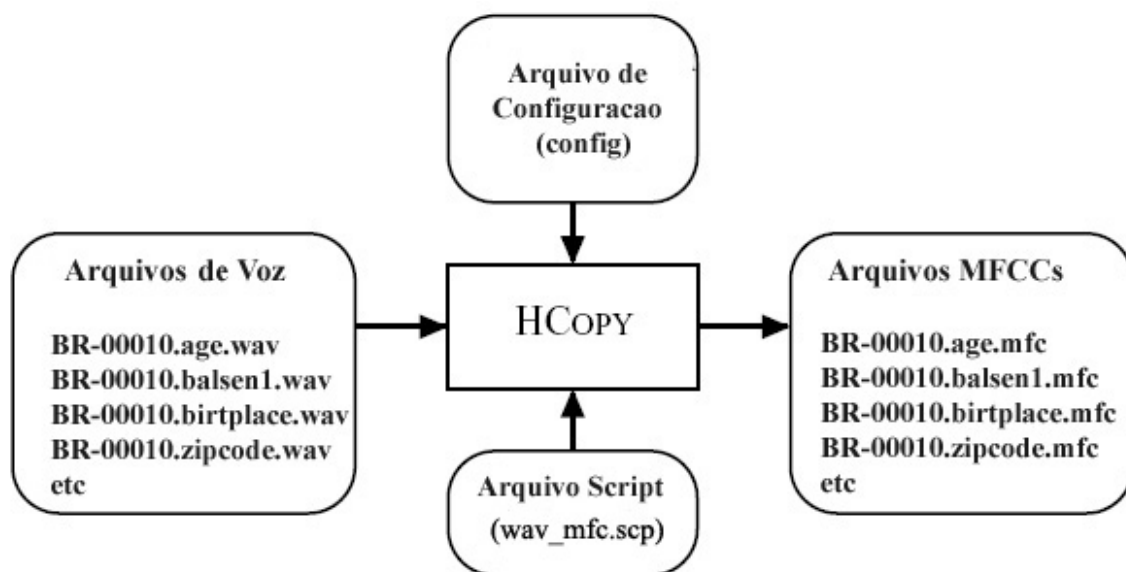 Arquivo de
Configuracao
(config)
Arquivos de Voz
BR-00010.age.wav
BR-00010.balsen1.wav
BR-00010.birtplace.wav
BR-00010.zipcode.wav
etc
HCOPY
Arquivos MFCCs
BR-00010.age.mfc
BR-00010.balsen1.mfc
BR-00010.birtplace.mfc
BR-00010.zipcode.mfc
etc
Arquivo Script
(wav_mfc.scp)